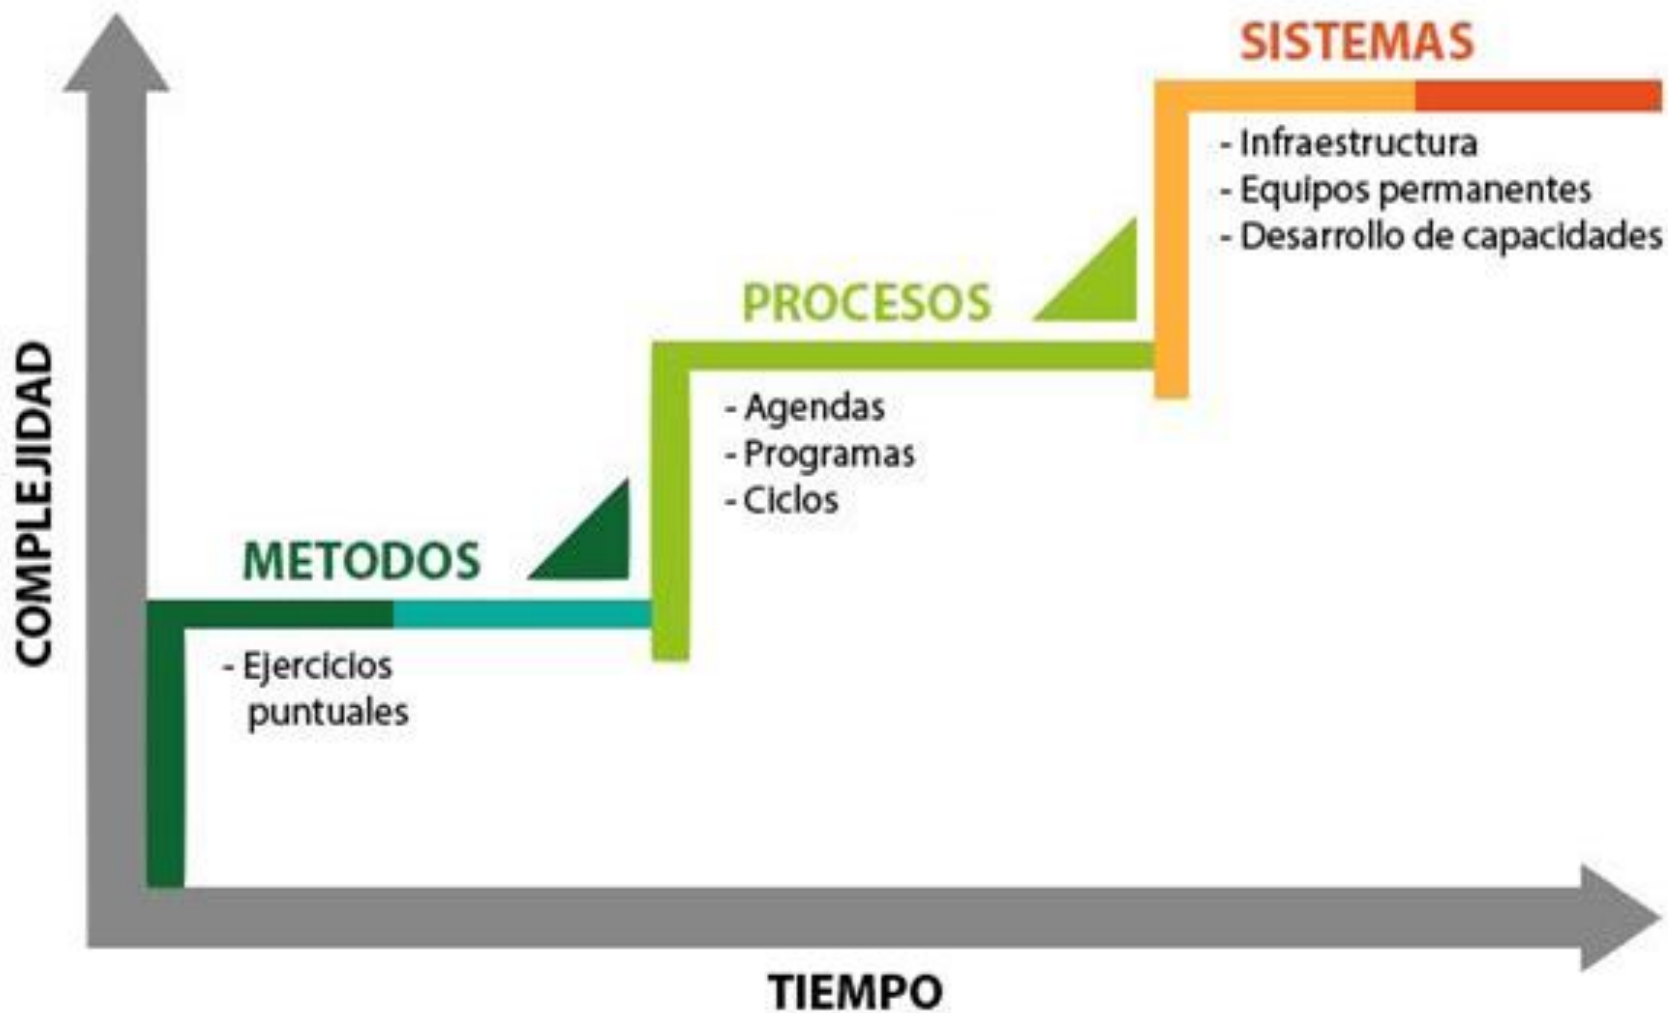 SISTEMAS
- Infraestructura
- Equipos permanentes
- Desarrollo de capacidades
PROCESOS
- Agendas
- Programas
- Ciclos
METODOS
- Ejercicios
puntuales
COMPLEJIDAD
TIEMPO